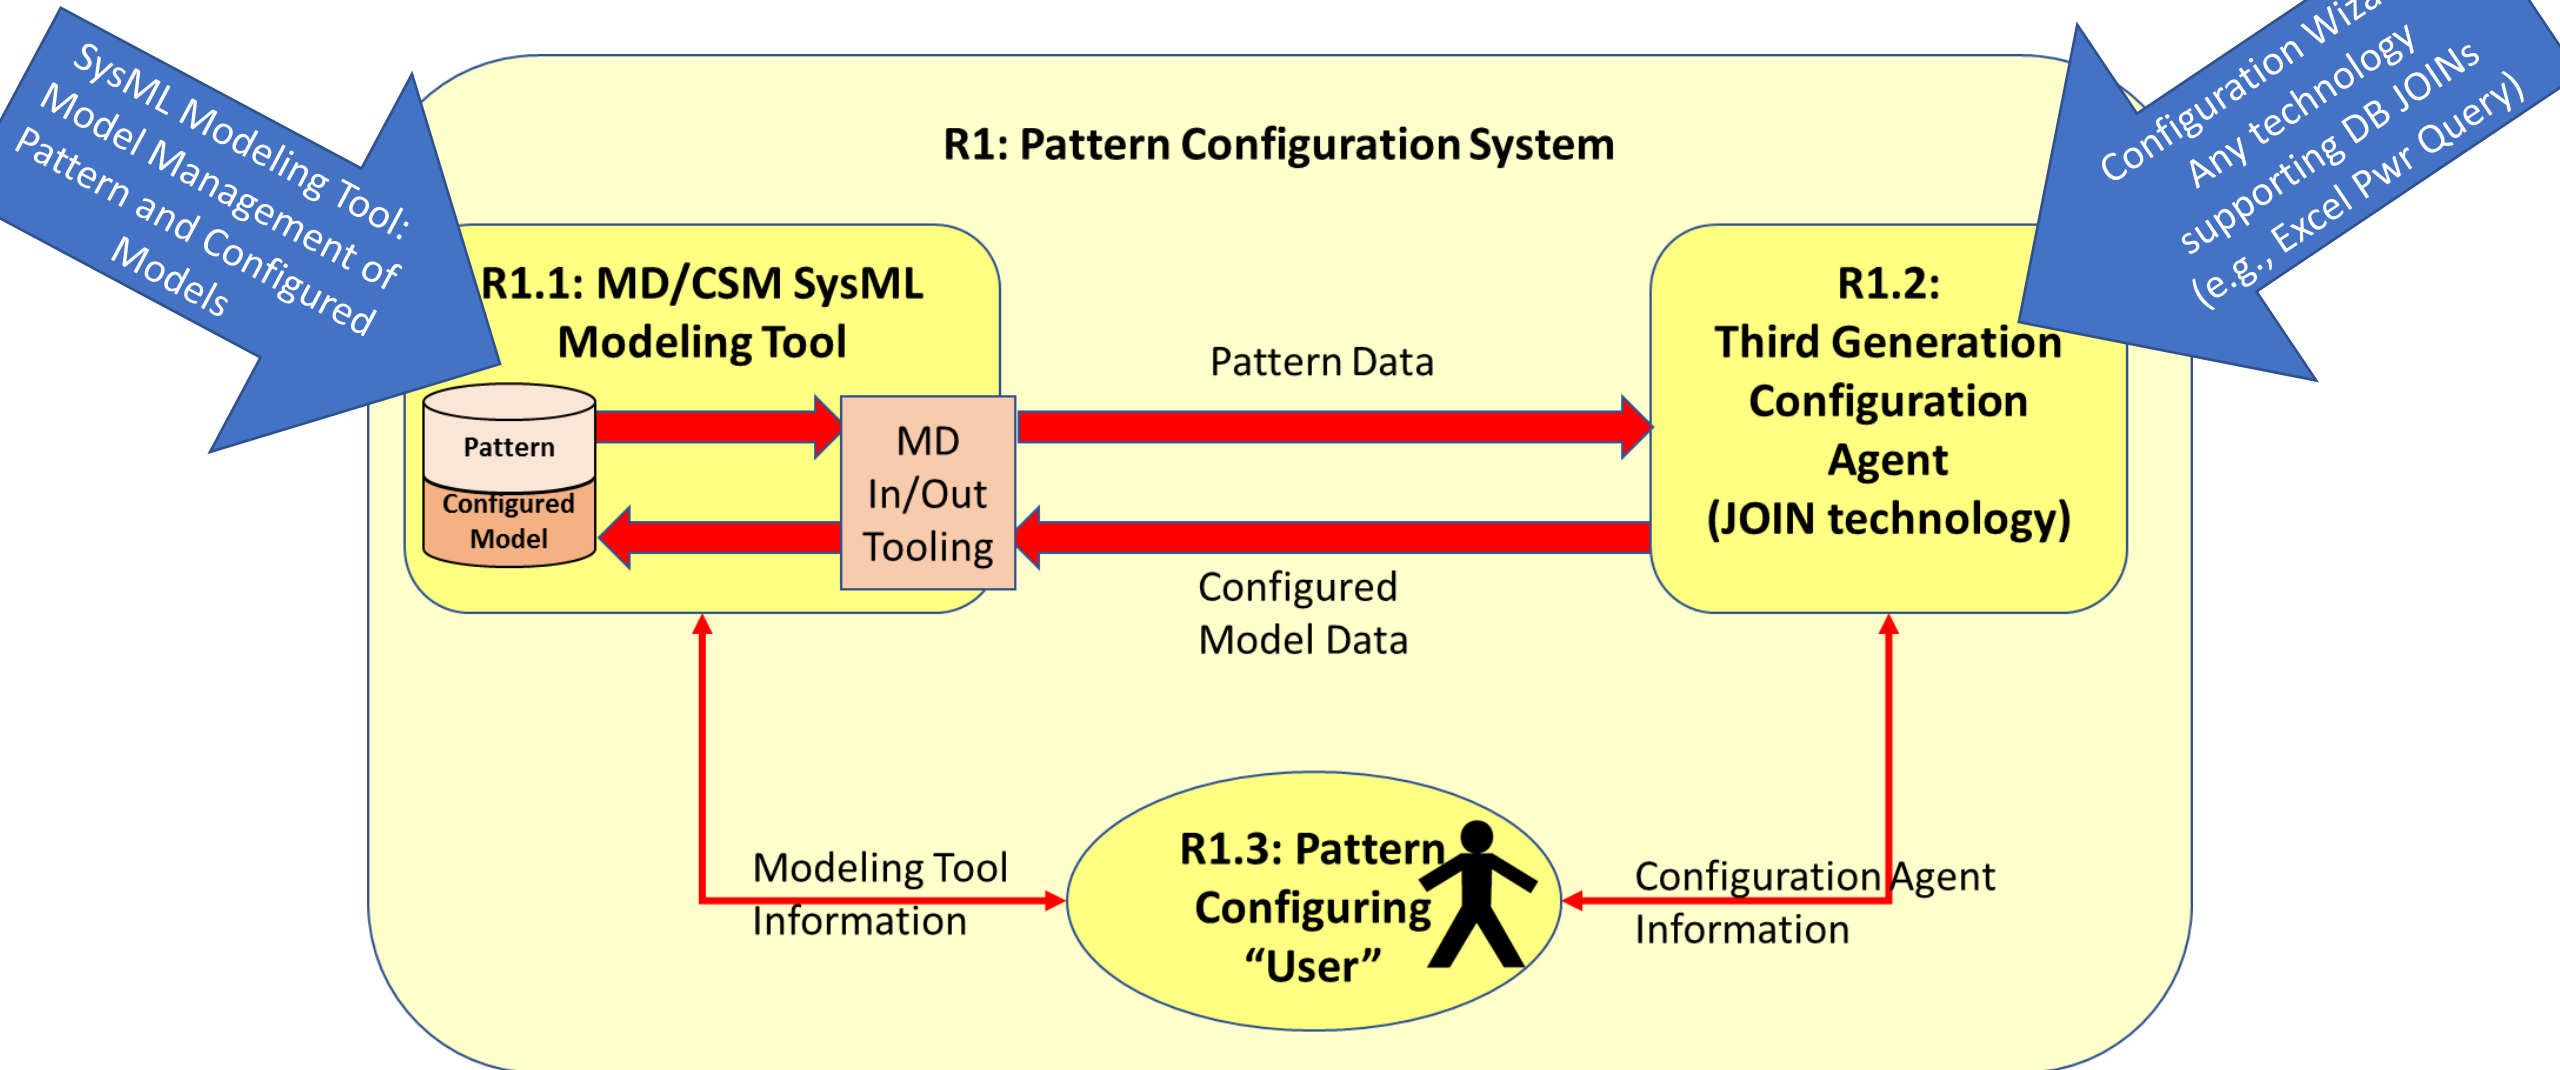 SysML Modeling Tool:
Model Management of
Pattern and Configured
Models
Configuration
Any technology
supporting DB JOINs
(e.g., Excel Pwr Query)
R1: Pattern Configuration System
R1.1: MD/CSM SysML
Modeling Tool
Pattern
Configured
Model
MD
In/Out
Tooling
Pattern Data
Configured
Model Data
R1.2:
Third Generation
Configuration
Agent
(JOIN technology)
Modeling Tool
Information
R1.3: Pattern
Configuring
“User”
Configuration Agent
Information